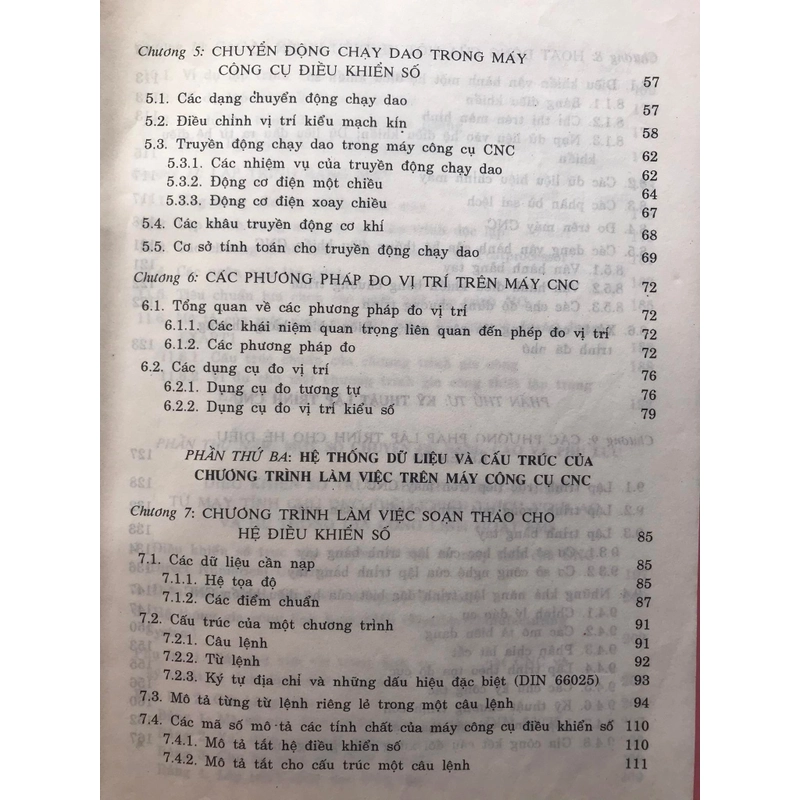 Chương 5: CHUYỂN ĐỘNG CHẠY DAO TRONG MÁY
CÔNG CỤ ĐIỀU KHIỂN SỐ 57
5.1. Các dạng chuyển động chạy dao 57
5.2. Điều chỉnh vị trí kiểu mạch kín 58
5.3. Truyền động chạy dao trong máy công cụ CNC 62
5.3.1. Các nhiệm vụ của truyền động chạy dao 62
5.3.2. Động cơ điện một chiều 64
5.3.3. Động cơ điện xoay chiều 67
5.4. Các khâu truyền động cơ khí 68
5.5. Cơ sở tính toán cho truyền động chạy dao 69
Chương 6: CÁC PHƯƠNG PHÁP ĐO VỊ TRÍ TRÊN MÁY CNC 72
6.1. Tổng quan về các phương pháp đo vị trí 72
6.1.1. Các khái niệm quan trọng liên quan đến phép đo vị trí 72
6.1.2. Các phương pháp đo 72
6.2. Các dụng cụ đo vị trí 76
6.2.1. Dụng cụ đo tương tự 76
6.2.2. Dụng cụ đo vị trí kiểu số 79
PHẦN THỨ BA: HỆ THỐNG DỮ LIỆU VÀ CẤU TRÚC CỦA
CHƯƠNG TRÌNH LÀM VIỆC TRÊN MÁY CÔNG CỤ CNC
Chương 7: CHƯƠNG TRÌNH LÀM VIỆC SOẠN THẢO CHO
HỆ ĐIỀU KHIỂN SỐ 85
7.1. Các dữ liệu cần nạp 85
7.1.1. Hệ tọa độ 85
7.1.2. Các điểm chuẩn 87
7.2. Cấu trúc của một chương trình 91
7.2.1. Câu lệnh 91
7.2.2. Từ lệnh 92
7.2.3. Ký tự địa chỉ và những dấu hiệu đặc biệt (DIN 66025) 93
7.3. Mô tả từng từ lệnh riêng lẻ trong một câu lệnh 94
7.4. Các mã số mô tả các tính chất của máy công cụ điều khiển số 110
7.4.1. Mô tả tắt hệ điều khiển số 110
7.4.2. Mô tả tắt cho cấu trúc một câu lệnh 111